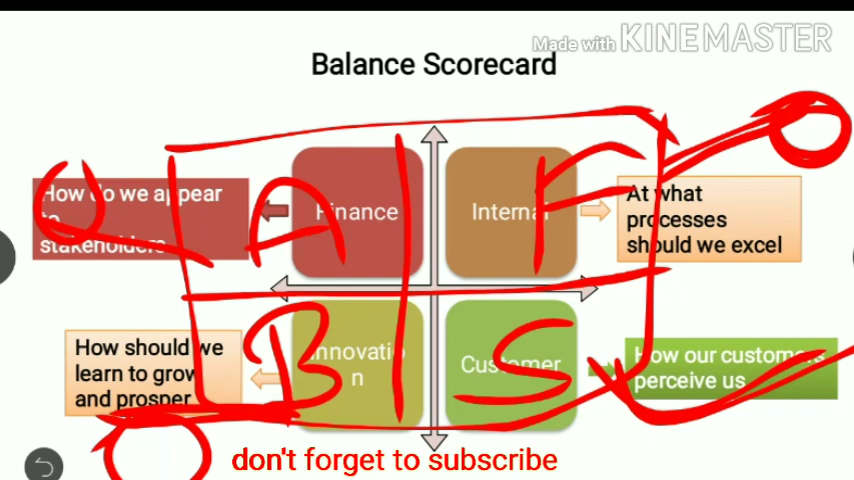 Made with KINEMASTER
Balance Scorecard
How do we appear
to
stakeholders
Finance
Internal
At what
processes
should we excel
How should we
learn to grow
and prosper
Innovatio
n
Customer
How our customers
perceive us
A
F
B
S
don't forget to subscribe